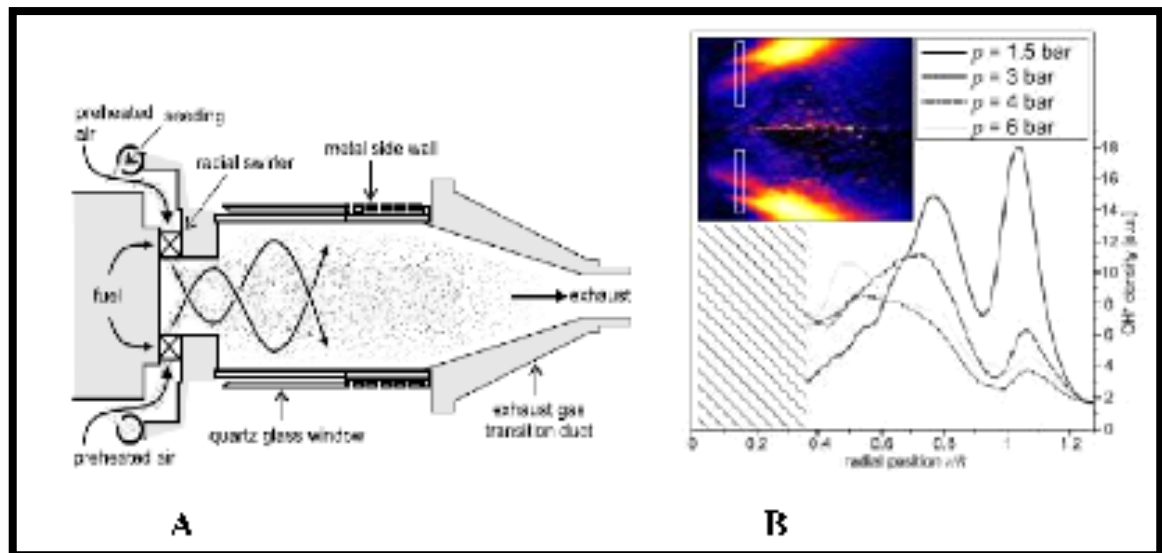 preheated
air
seeding
radial swirler
metal side wall
fuel
exhaust
quartz glass window
exhaust gas
transition duct
preheated air
A
p = 1.5 bar
p = 3 bar
p = 4 bar
p = 6 bar
18
16
14
12
10
8
6
4
2
0
OH* density [a.u.]
0
0.2
0.4
0.6
0.8
1
1.2
radial position r/R
B